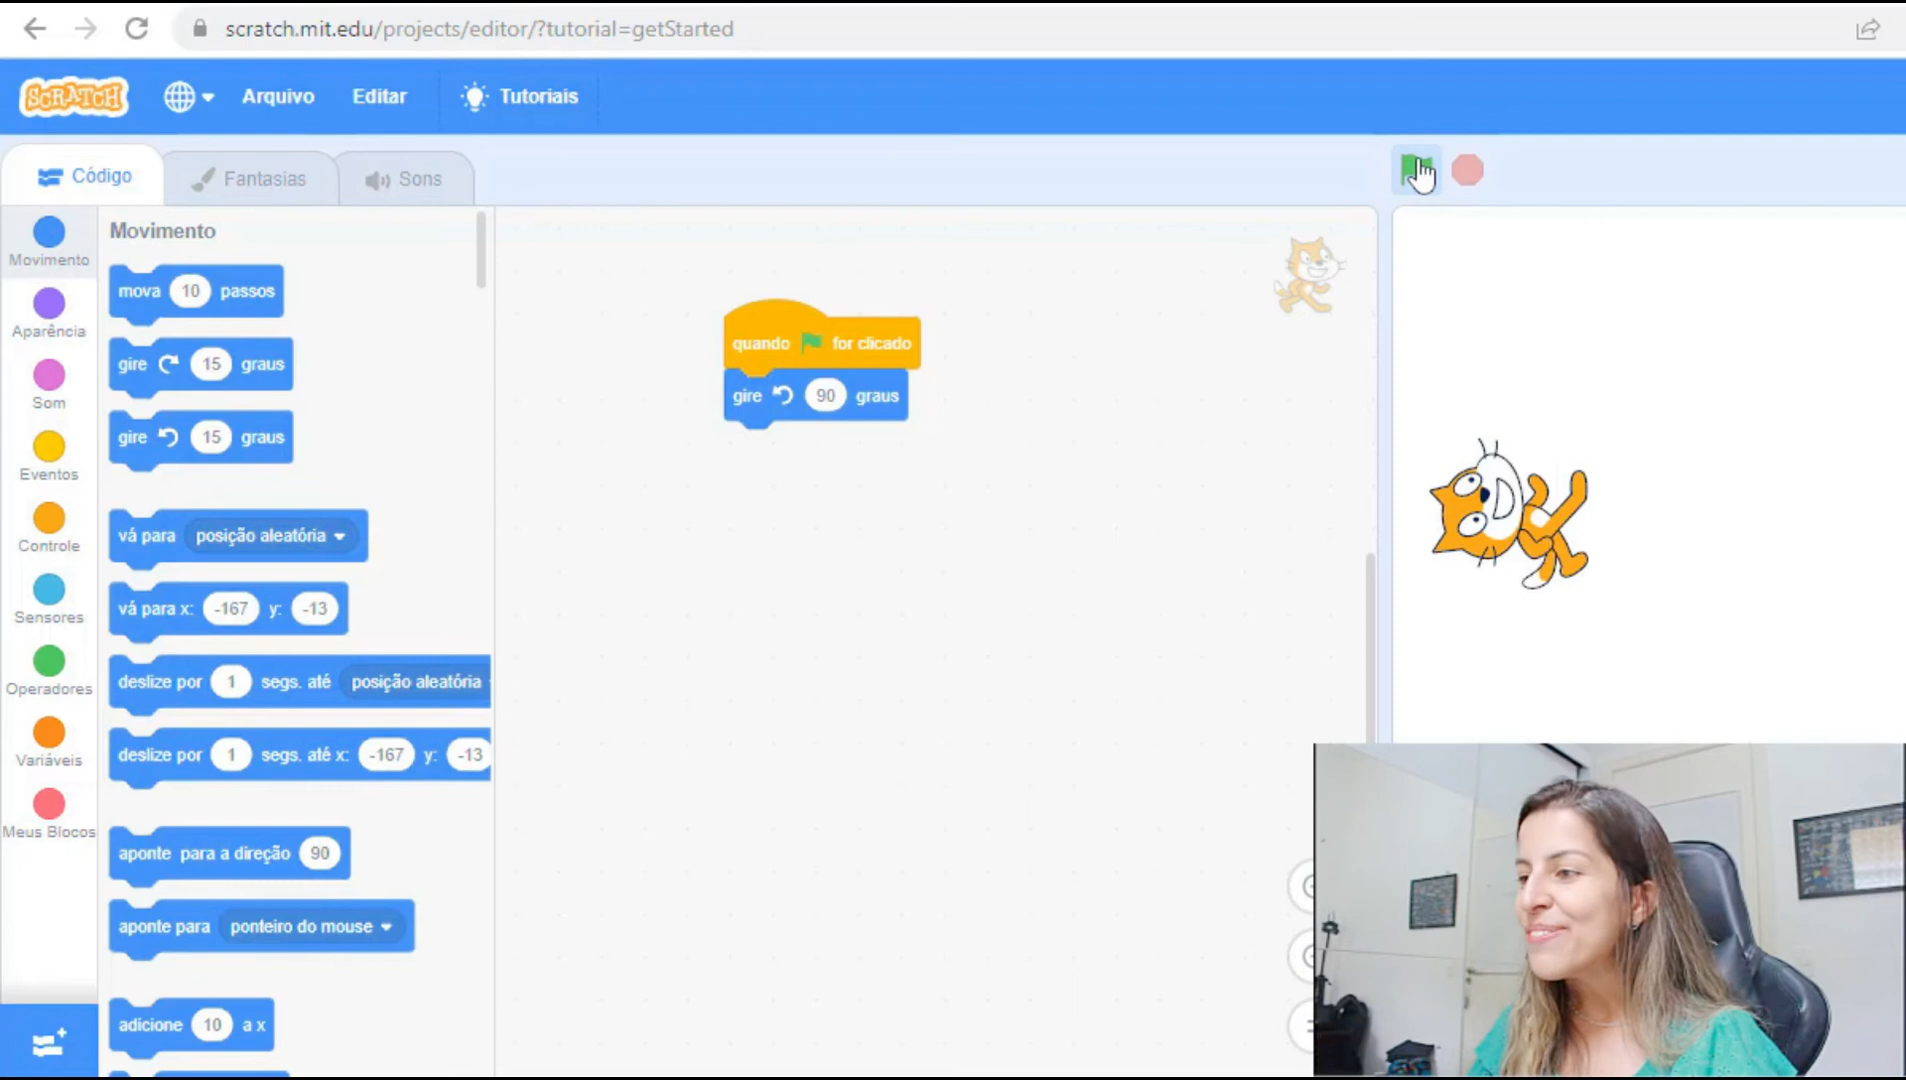 scratch.mit.edu/projects/editor/?tutorial=getStarted
SCRATCH Arquivo Editar Tutoriais
Código Fantasias Sons
Movimento
Aparência
Som
Eventos
Controle
Sensores
Operadores
Variáveis
Meus Blocos
Movimento
mova 10 passos
gire 15 graus
gire 15 graus
vá para posição aleatória
vá para x: -167 y: -13
deslize por 1 segs. até posição aleatória
deslize por 1 segs. até x: -167 y: -13
aponte para a direção 90
aponte para ponteiro do mouse
adicione 10 a x
quando for clicado
gire 90 graus